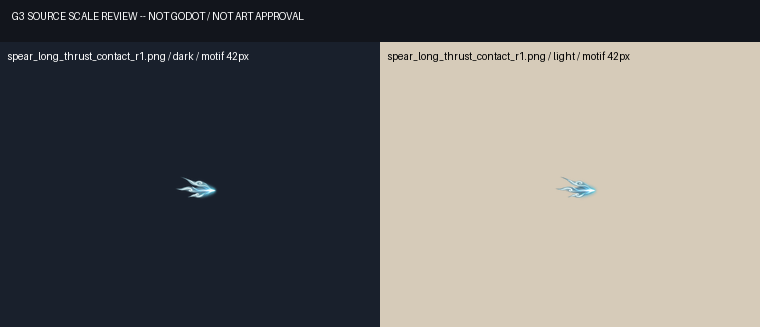 G3 SOURCE SCALE REVIEW -- NOT GODOT / NOT ART APPROVAL
spear_long_thrust_contact_r1.png / dark / motif 42px
spear_long_thrust_contact_r1.png / light / motif 42px